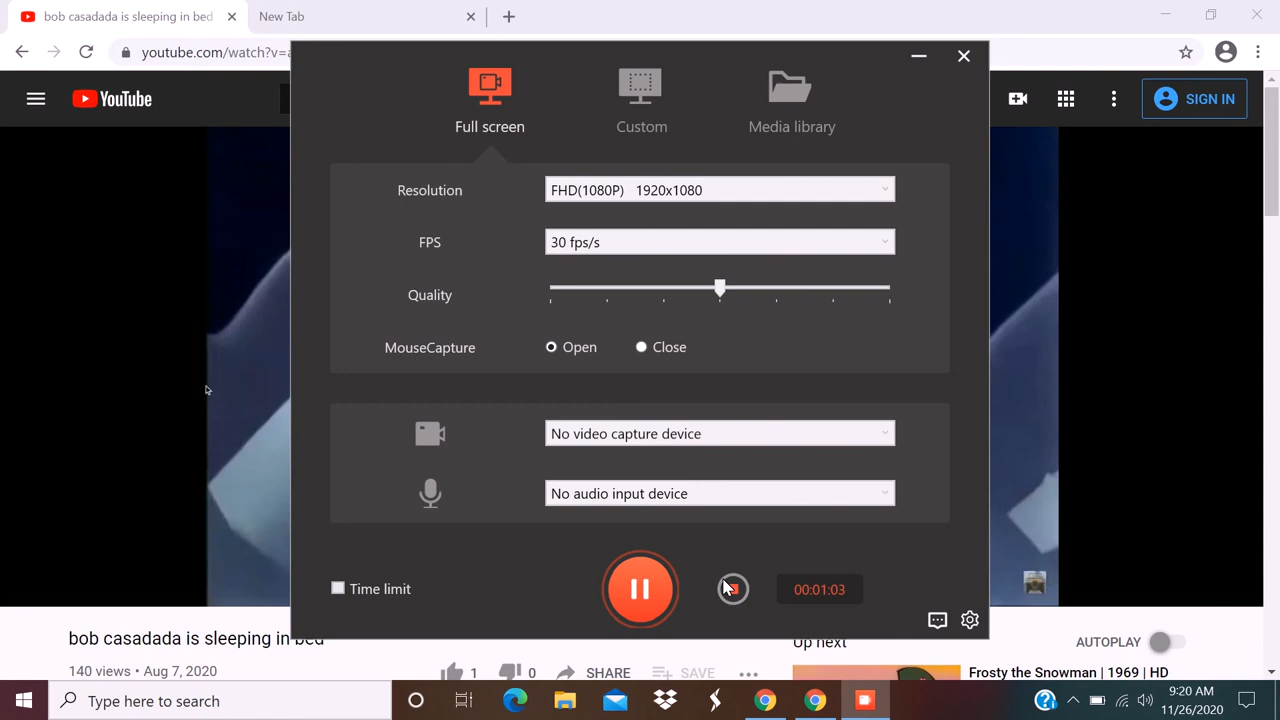 bob casadada is sleeping in bed
New Tab
youtube.com/watch?v=a
YouTube
SIGN IN
Full screen
Custom
Media library
Resolution
FHD(1080P) 1920x1080
FPS
30 fps/s
Quality
MouseCapture
Open
Close
No video capture device
No audio input device
Time limit
00:01:03
bob casadada is sleeping in bed
140 views • Aug 7, 2020
1
0
SHARE
SAVE
Up next
AUTOPLAY
Frosty the Snowman | 1969 | HD
Type here to search
9:20 AM
11/26/2020